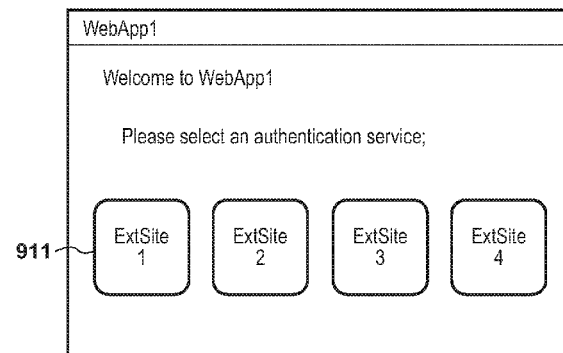 WebApp1
Welcome to WebApp1
Please select an authentication service;
911
ExtSite
1
ExtSite
2
ExtSite
3
ExtSite
4